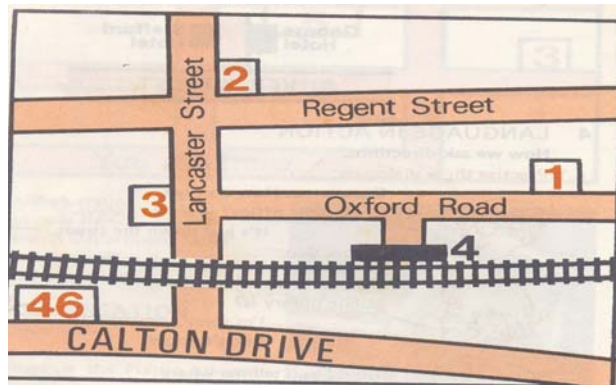 2
Lancaster Street
Regent Street
1
3
Oxford Road
4
46
CALTON DRIVE